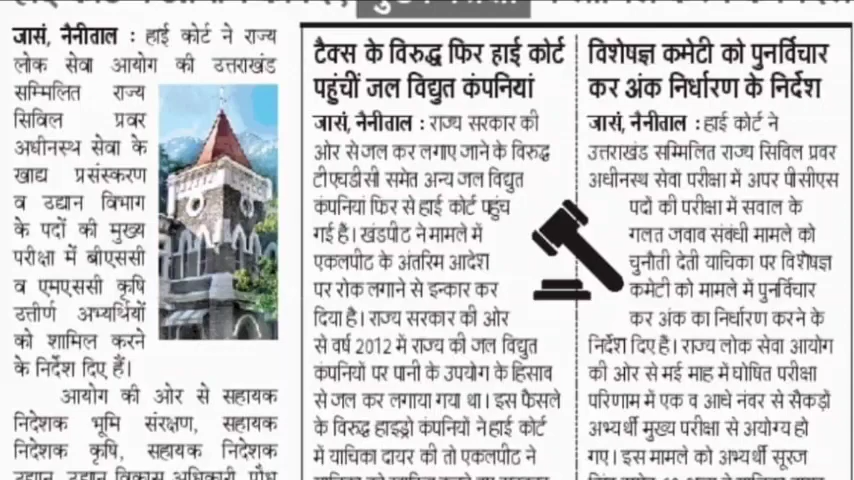 जासं, नैनीताल : हाई कोर्ट ने राज्य
लोक सेवा आयोग की उत्तराखंड
सम्मिलित राज्य
सिविल प्रवर
अधीनस्थ सेवा के
खाद्य प्रसंस्करण
व उद्यान विभाग
के पदों की मुख्य
परीक्षा में बीएससी
व एमएससी कृषि
उत्तीर्ण अभ्यर्थियों
को शामिल करने
के निर्देश दिए हैं।
आयोग की ओर से सहायक
निदेशक भूमि संरक्षण, सहायक
निदेशक कृषि, सहायक निदेशक
उद्यान, उद्यान विकास अधिकारी, पौध
टैक्स के विरुद्ध फिर हाई कोर्ट
पहुंचीं जल विद्युत कंपनियां
जासं, नैनीताल : राज्य सरकार की
ओर से जल कर लगाए जाने के विरुद्ध
टीएचडीसी समेत अन्य जल विद्युत
कंपनियां फिर से हाई कोर्ट पहुंच
गई हैं। खंडपीट ने मामले में
एकलपीट के अंतरिम आदेश
पर रोक लगाने से इन्कार कर
दिया है। राज्य सरकार की ओर
से वर्ष 2012 में राज्य की जल विद्युत
कंपनियों पर पानी के उपयोग के हिसाब
से जल कर लगाया गया था। इस फैसले
के विरुद्ध हाइड्रो कंपनियों ने हाई कोर्ट
में याचिका दायर की तो एकलपीट ने
विशेषज्ञ कमेटी को पुनर्विचार
कर अंक निर्धारण के निर्देश
जासं, नैनीताल : हाई कोर्ट ने
उत्तराखंड सम्मिलित राज्य सिविल प्रवर
अधीनस्थ सेवा परीक्षा में अपर पीसीएस
पदों की परीक्षा में सवाल के
गलत जवाव संबंधी मामले को
चुनौती देती याचिका पर विशेषज्ञ
कमेटी को मामले में पुनर्विचार
कर अंक का निर्धारण करने के
निर्देश दिए हैं। राज्य लोक सेवा आयोग
की ओर से मई माह में घोषित परीक्षा
परिणाम में एक व आधे नंबर से सैकड़ों
अभ्यर्थी मुख्य परीक्षा से अयोग्य हो
गए। इस मामले को अभ्यर्थी सूरज